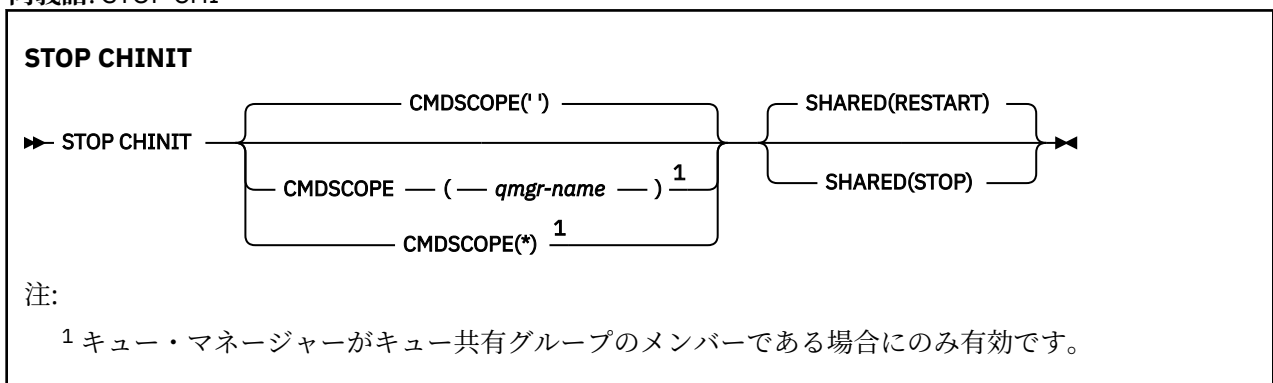 STOP CHINIT
CMDSCOPE(' ')
SHARED(RESTART)
STOP CHINIT
CMDSCOPE ( qmgr-name ) 1
SHARED(STOP)
CMDSCOPE(*) 1
注:
1 キュー・マネージャーがキュー共有グループのメンバーである場合にのみ有効です。